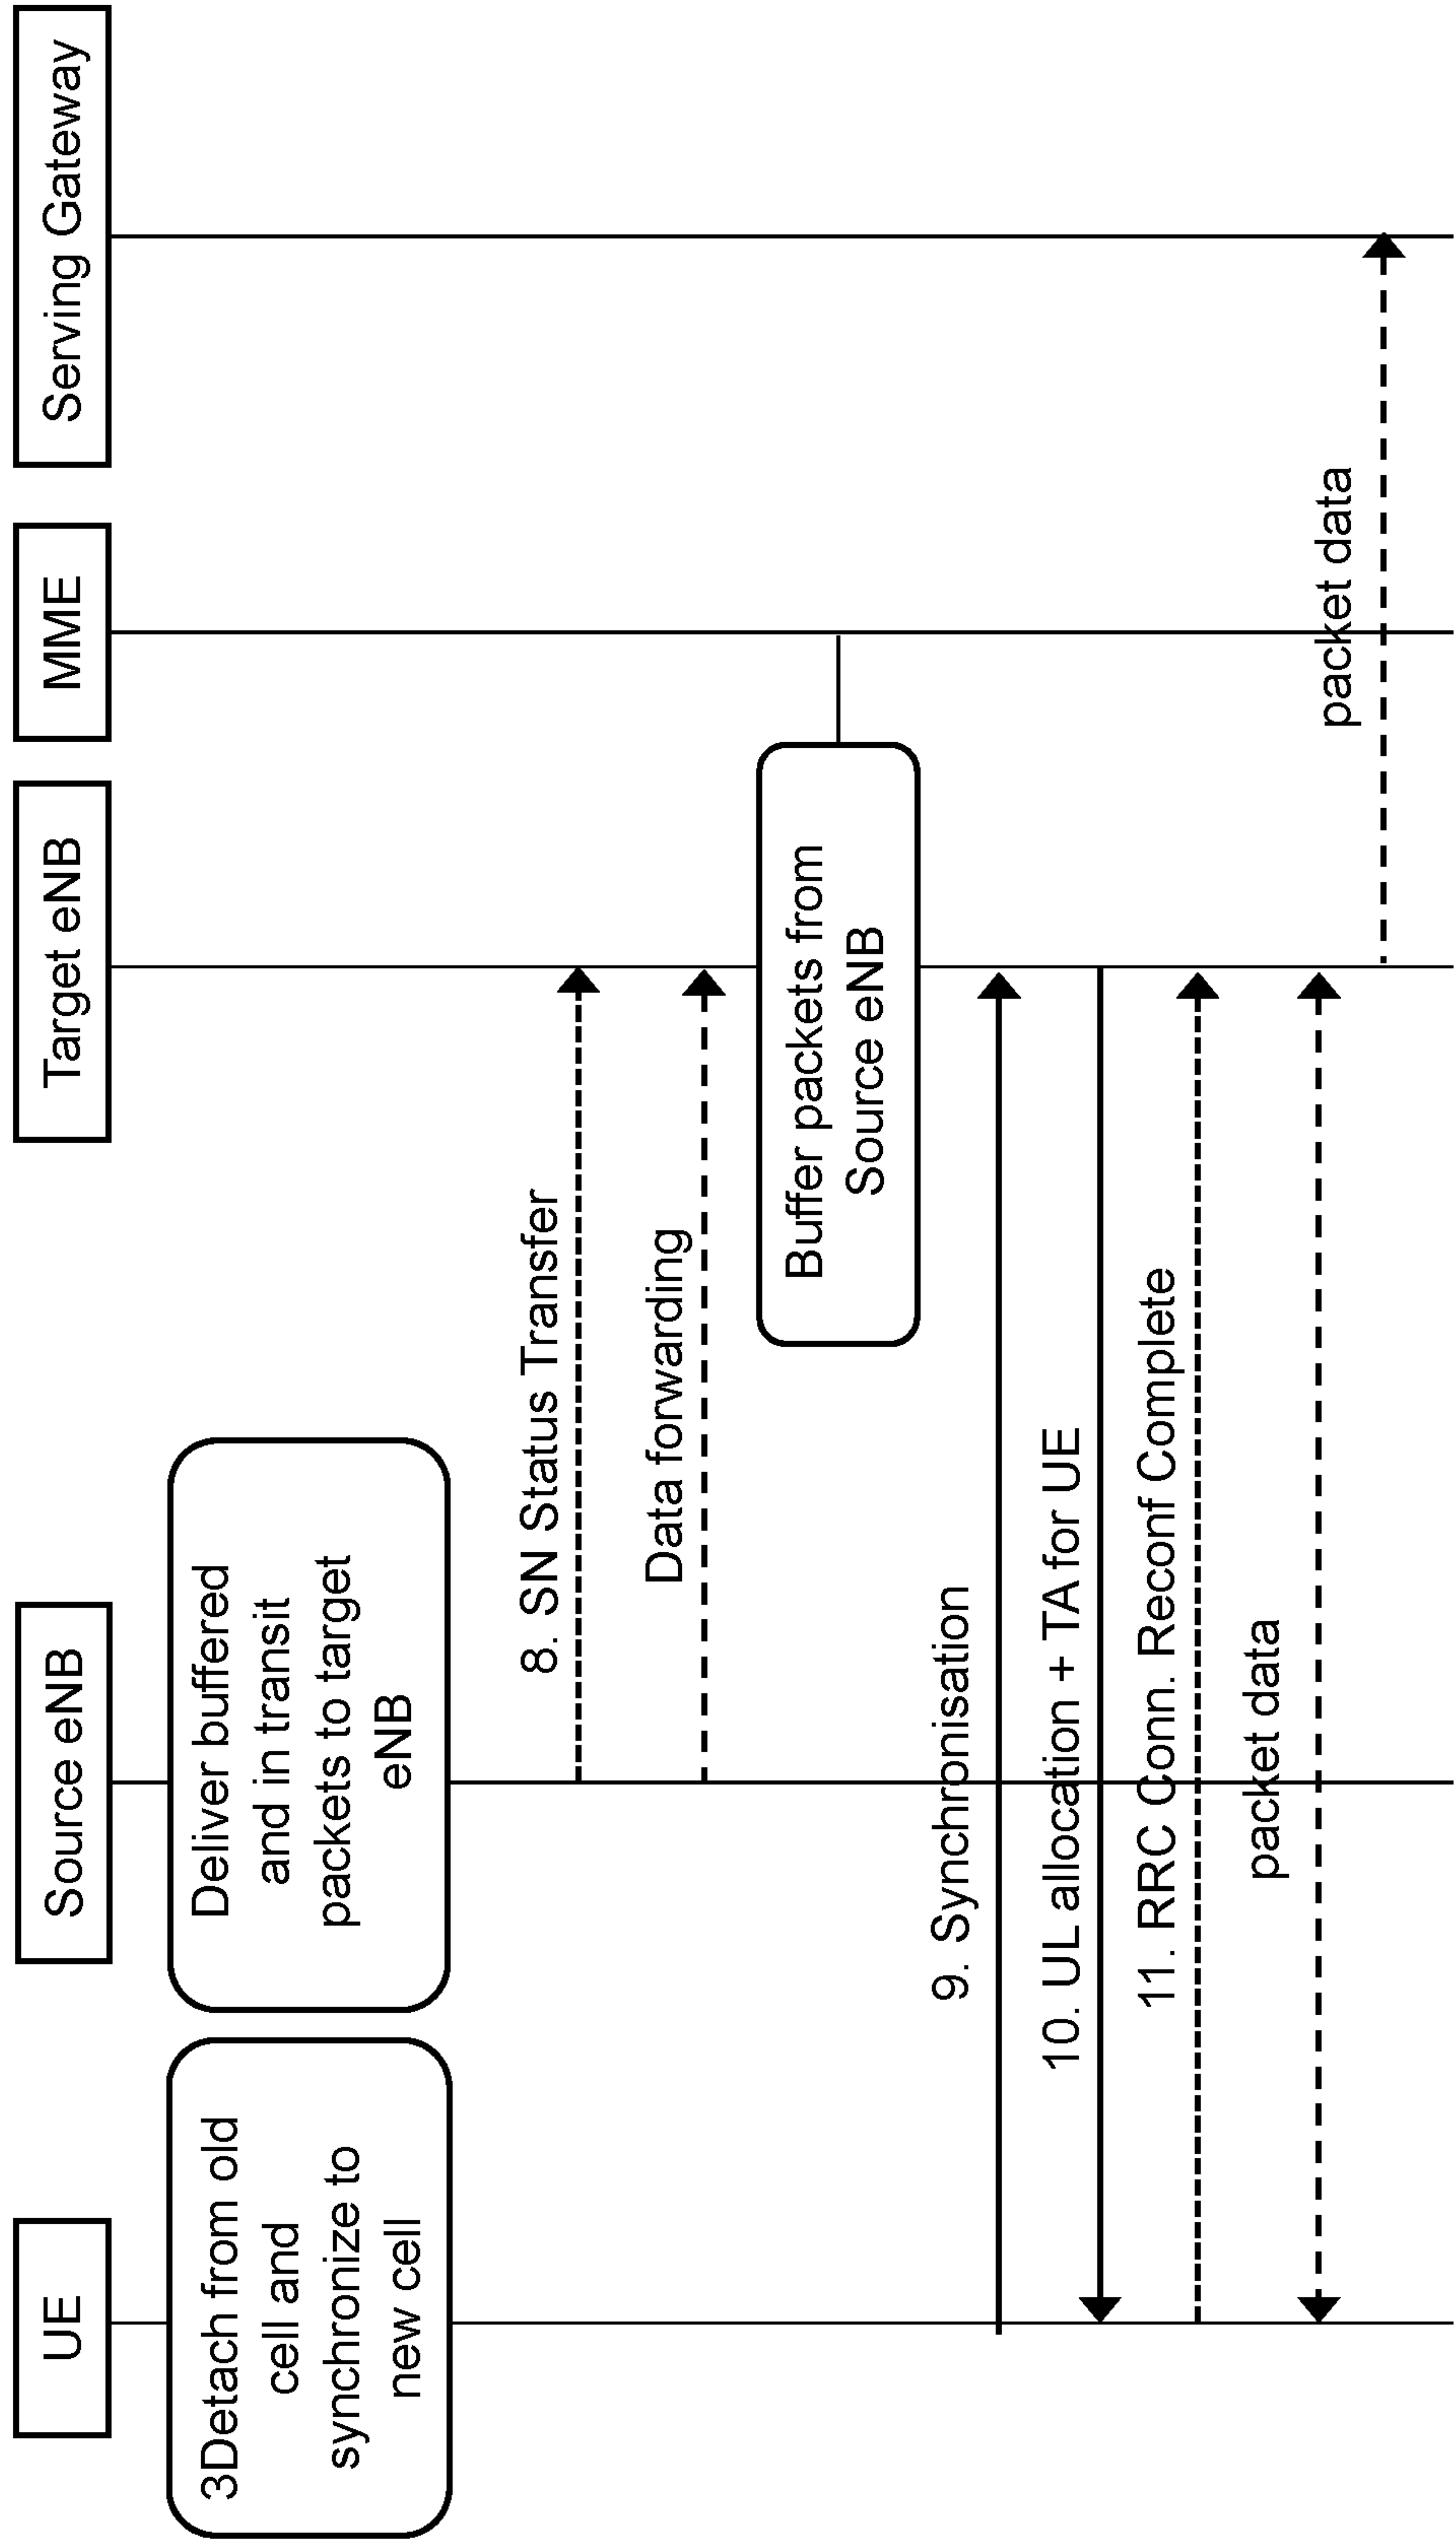 UE
Source eNB
Target eNB
MME
Serving Gateway
3Detach from old
cell and
synchronize to
new cell
Deliver buffered
and in transit
packets to target
eNB
8. SN Status Transfer
Data forwarding
Buffer packets from
Source eNB
9. Synchronisation
10. UL allocation + TA for UE
11. RRC Conn. Reconf Complete
packet data
packet data